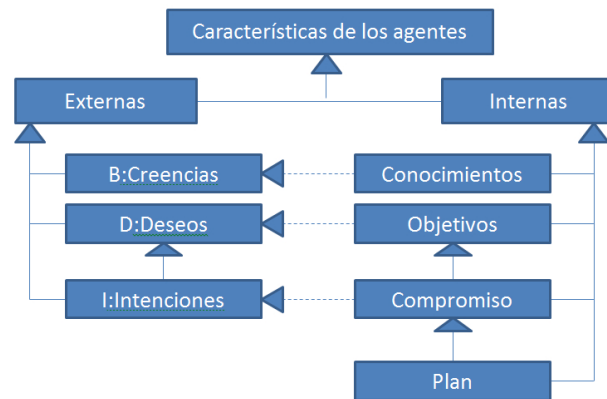 Características de los agentes
Externas
Internas
B:Creencias
Conocimientos
D:Deseos
Objetivos
I:Intenciones
Compromiso
Plan